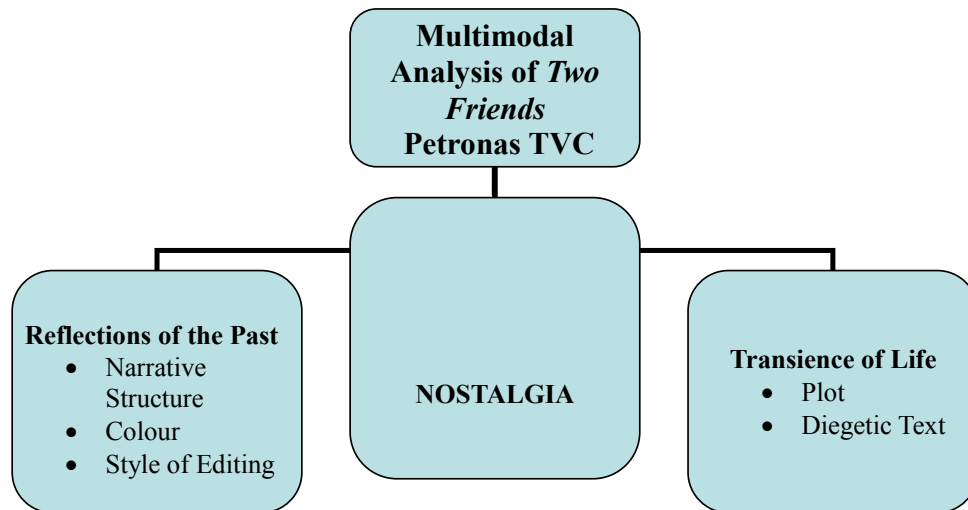 Multimodal
Analysis of Two
Friends
Petronas TVC
Reflections of the Past
• Narrative
Structure
• Colour
• Style of Editing
NOSTALGIA
Transience of Life
• Plot
• Diegetic Text